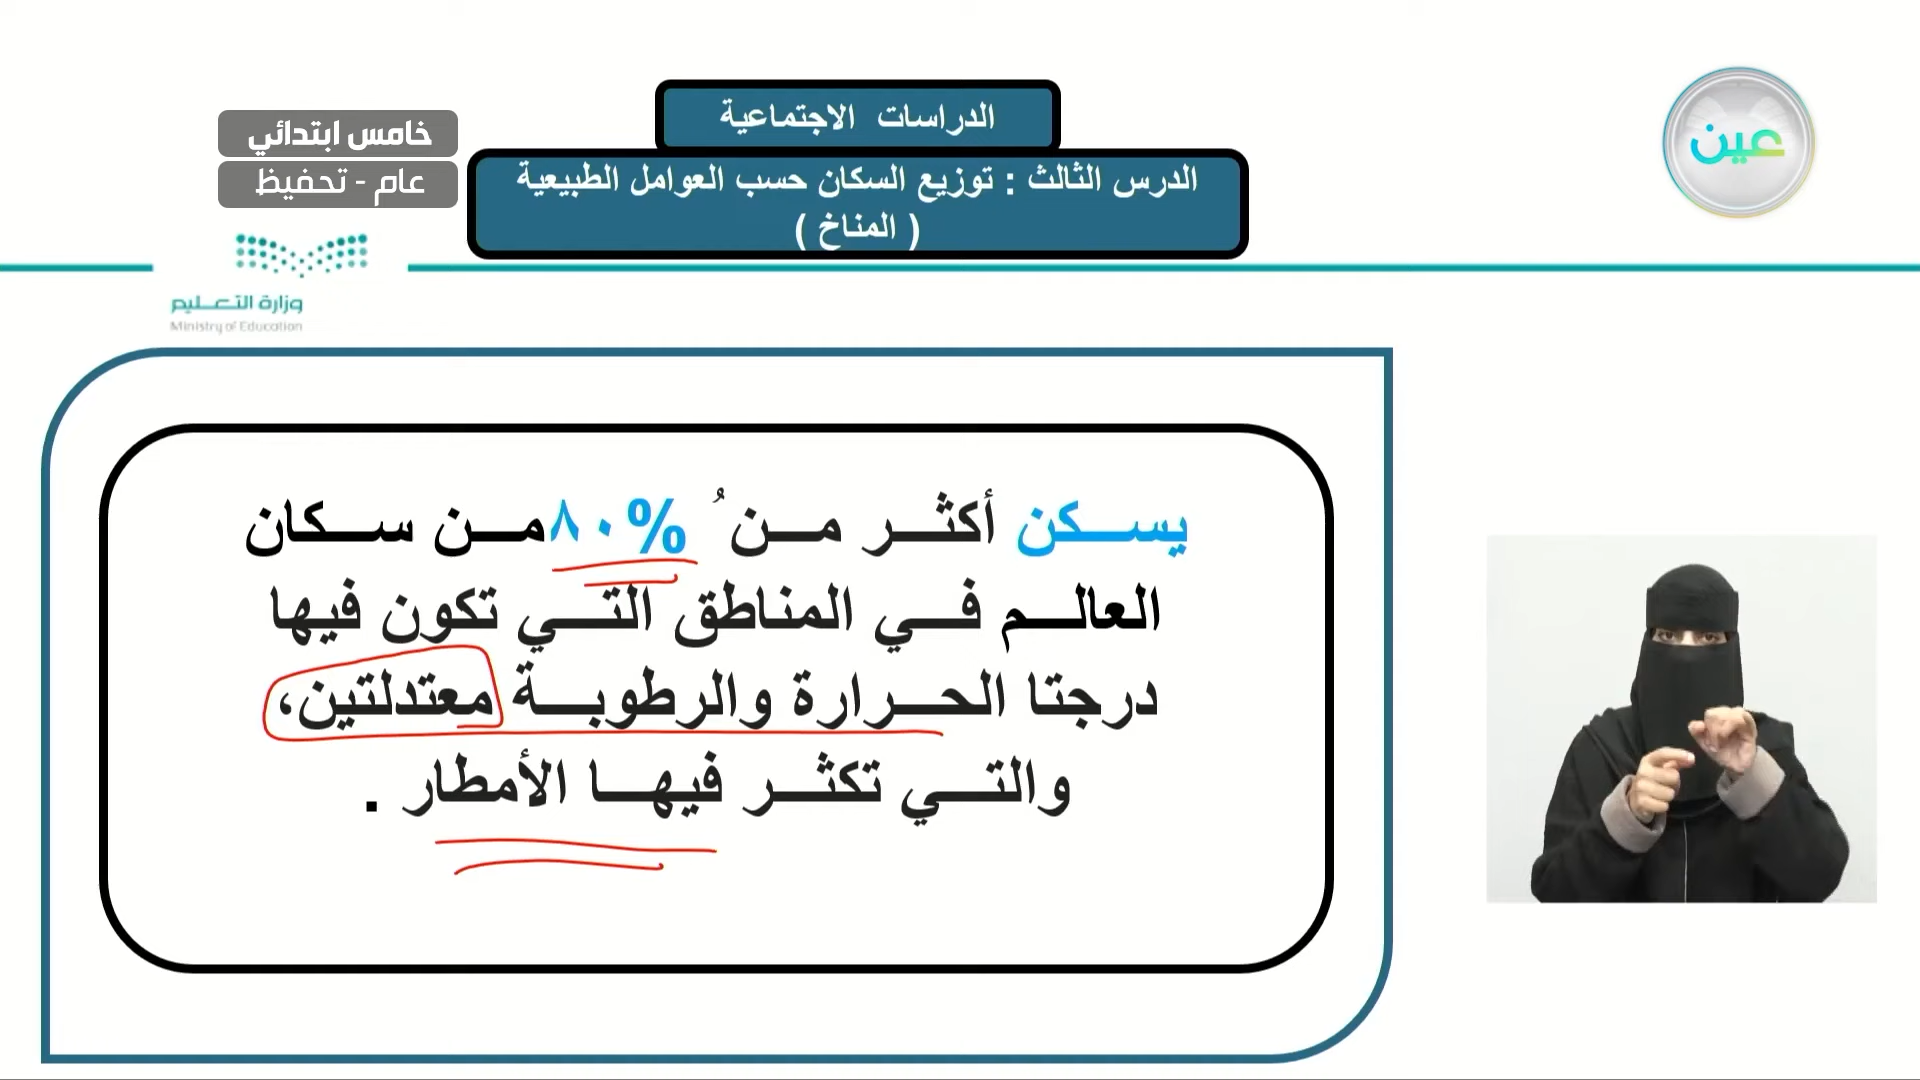 الدراسات الاجتماعية
خامس ابتدائي
عام - تحفيظ
الدرس الثالث : توزيع السكان حسب العوامل الطبيعية
( المناخ )
عين
وزارة التعليم
Ministry of Education
يسكن أكثر من ُ %٨٠ من سكان
العالم في المناطق التي تكون فيها
درجتا الحرارة والرطوبة معتدلتين،
والتي تكثر فيها الأمطار .